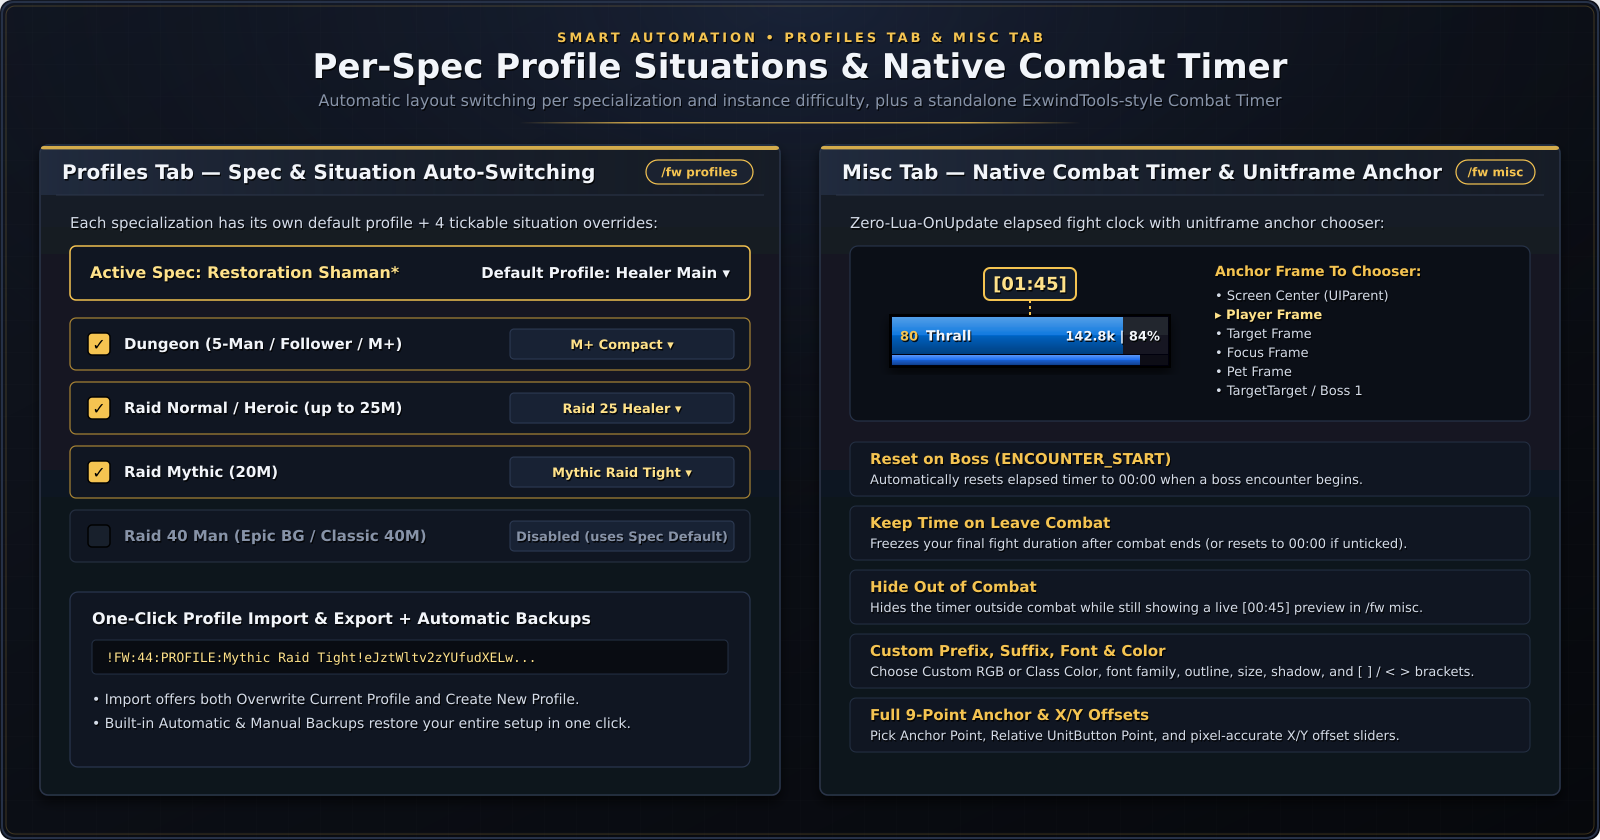 SMART AUTOMATION • PROFILES TAB & MISC TAB
Per-Spec Profile Situations & Native Combat Timer
Automatic layout switching per specialization and instance difficulty, plus a standalone ExwindTools-style Combat Timer
Profiles Tab — Spec & Situation Auto-Switching
/fw profiles
Each specialization has its own default profile + 4 tickable situation overrides:
Active Spec: Restoration Shaman*
Default Profile: Healer Main ▾
✓ Dungeon (5-Man / Follower / M+)
M+ Compact ▾
✓ Raid Normal / Heroic (up to 25M)
Raid 25 Healer ▾
✓ Raid Mythic (20M)
Mythic Raid Tight ▾
Raid 40 Man (Epic BG / Classic 40M)
Disabled (uses Spec Default)
One-Click Profile Import & Export + Automatic Backups
!FW:44:PROFILE:Mythic Raid Tight!eJztWltv2zYUfudXELw...
• Import offers both Overwrite Current Profile and Create New Profile.
• Built-in Automatic & Manual Backups restore your entire setup in one click.
Misc Tab — Native Combat Timer & Unitframe Anchor
/fw misc
Zero-Lua-OnUpdate elapsed fight clock with unitframe anchor chooser:
[01:45]
80 Thrall
142.8k | 84%
Anchor Frame To Chooser:
• Screen Center (UIParent)
▸ Player Frame
• Target Frame
• Focus Frame
• Pet Frame
• TargetTarget / Boss 1
Reset on Boss (ENCOUNTER_START)
Automatically resets elapsed timer to 00:00 when a boss encounter begins.
Keep Time on Leave Combat
Freezes your final fight duration after combat ends (or resets to 00:00 if unticked).
Hide Out of Combat
Hides the timer outside combat while still showing a live [00:45] preview in /fw misc.
Custom Prefix, Suffix, Font & Color
Choose Custom RGB or Class Color, font family, outline, size, shadow, and [ ] / < > brackets.
Full 9-Point Anchor & X/Y Offsets
Pick Anchor Point, Relative UnitButton Point, and pixel-accurate X/Y offset sliders.